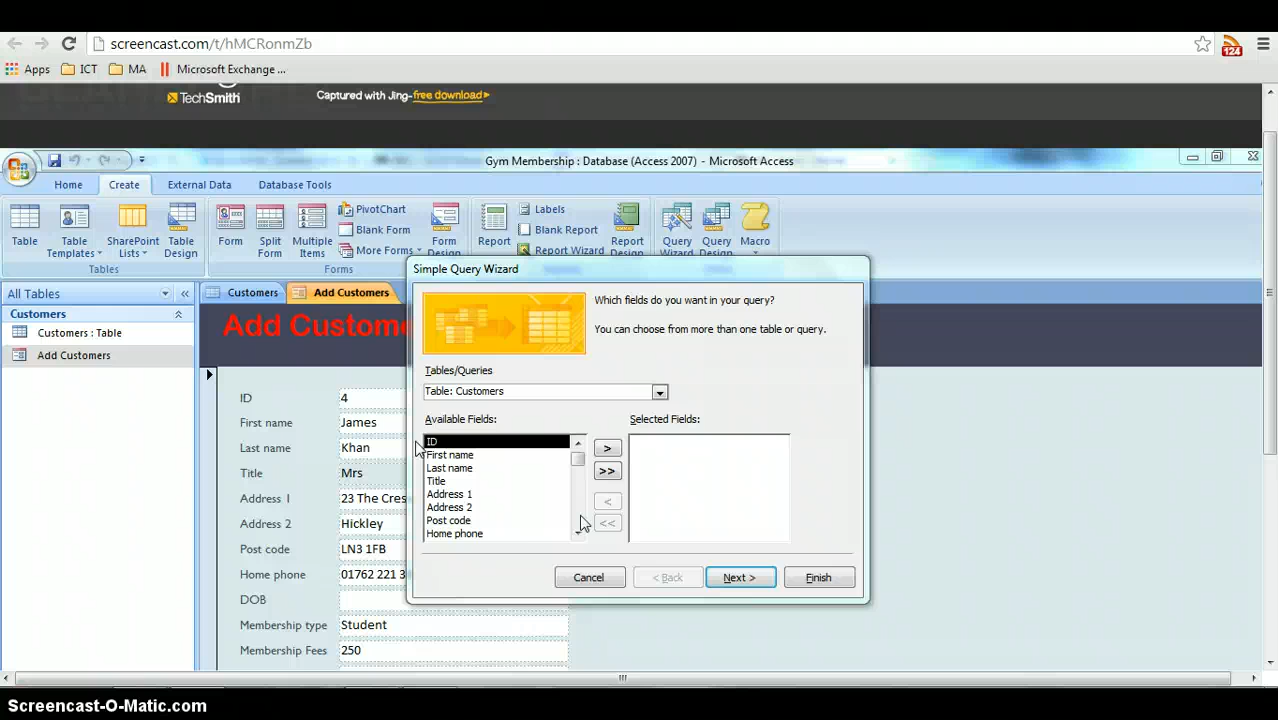 screencast.com/t/hMCRonmZb
124
Apps ICT MA Microsoft Exchange ...
TechSmith Captured with Jing-free download
Gym Membership : Database (Access 2007) - Microsoft Access
Home Create External Data Database Tools
Table
Table Templates
SharePoint Lists
Table Design
Tables
Form
Split Form
Multiple Items
PivotChart
Blank Form
More Forms
Form Design
Forms
Report
Labels
Blank Report
Report Wizard
Report Design
Query Wizard
Query Design
Macro
All Tables
Customers
Customers : Table
Add Customers
Customers
Add Customers
Add Custome
ID 4
First name James
Last name Khan
Title Mrs
Address 1 23 The Cres
Address 2 Hickley
Post code LN3 1FB
Home phone 01762 221 3
DOB
Membership type Student
Membership Fees 250
Simple Query Wizard
Which fields do you want in your query?
You can choose from more than one table or query.
Tables/Queries
Table: Customers
Available Fields:
Selected Fields:
ID
First name
Last name
Title
Address 1
Address 2
Post code
Home phone
>
>>
<
<<
Cancel < Back Next > Finish
Screencast-O-Matic.com